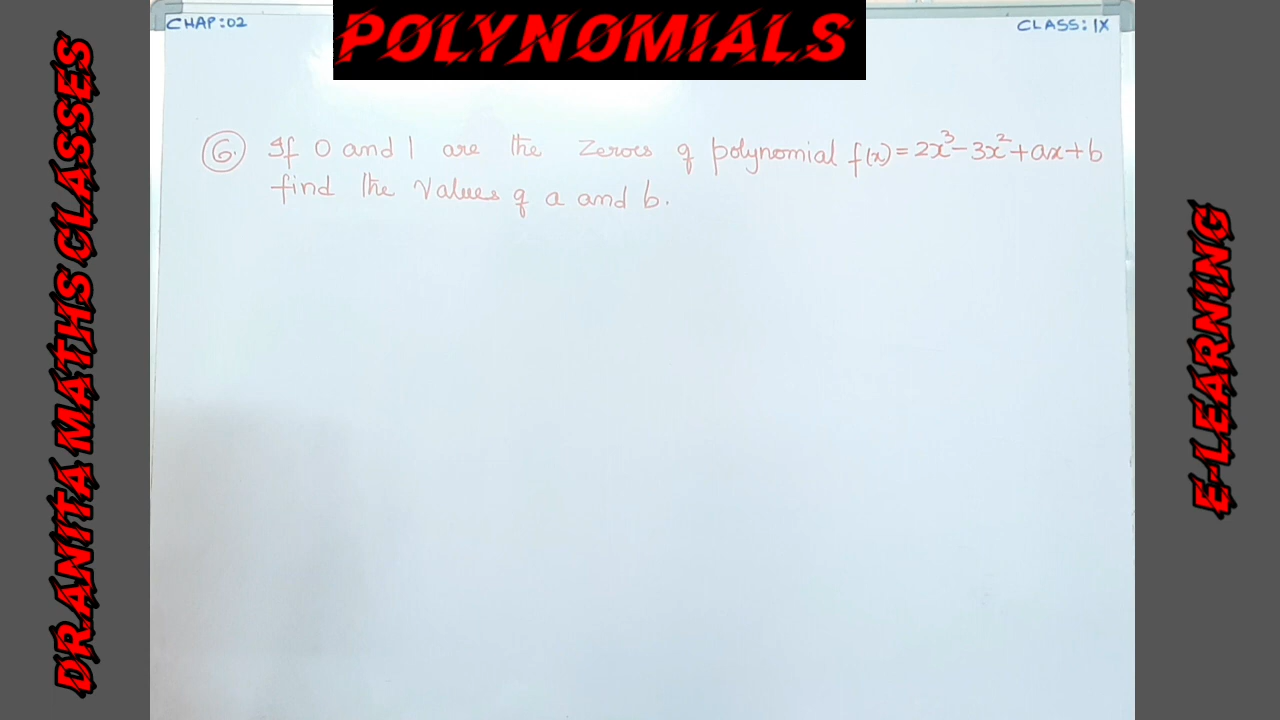 POLYNOMIALS
CHAP:02
CLASS: IX
6. If 0 and 1 are the zeroes of polynomial f(x) = 2x³ - 3x² + ax + b
find the values of a and b.
DR.ANITA MATHS CLASSES
E-LEARNING